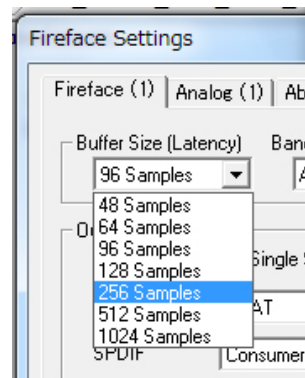 Fireface Settings
Fireface (1) Analog (1) Ab
Buffer Size (Latency) Ban
96 Samples
48 Samples
64 Samples
96 Samples
128 Samples
256 Samples
512 Samples
1024 Samples
Single
AT
SPDIF Consumer